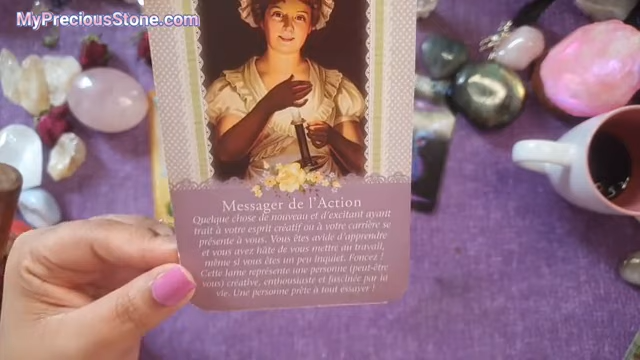 MyPreciousStone.com
Messager de l'Action
Quelque chose de nouveau et d'excitant ayant
trait à votre esprit créatif ou à votre carrière se
présente à vous. Vous êtes avide d'apprendre
et vous avez hâte de vous mettre au travail,
même si vous êtes un peu inquiet. Foncez !
Cette lame représente une personne (peut-être
vous) créative, enthousiaste et fascinée par la
vie. Une personne prête à tout essayer !